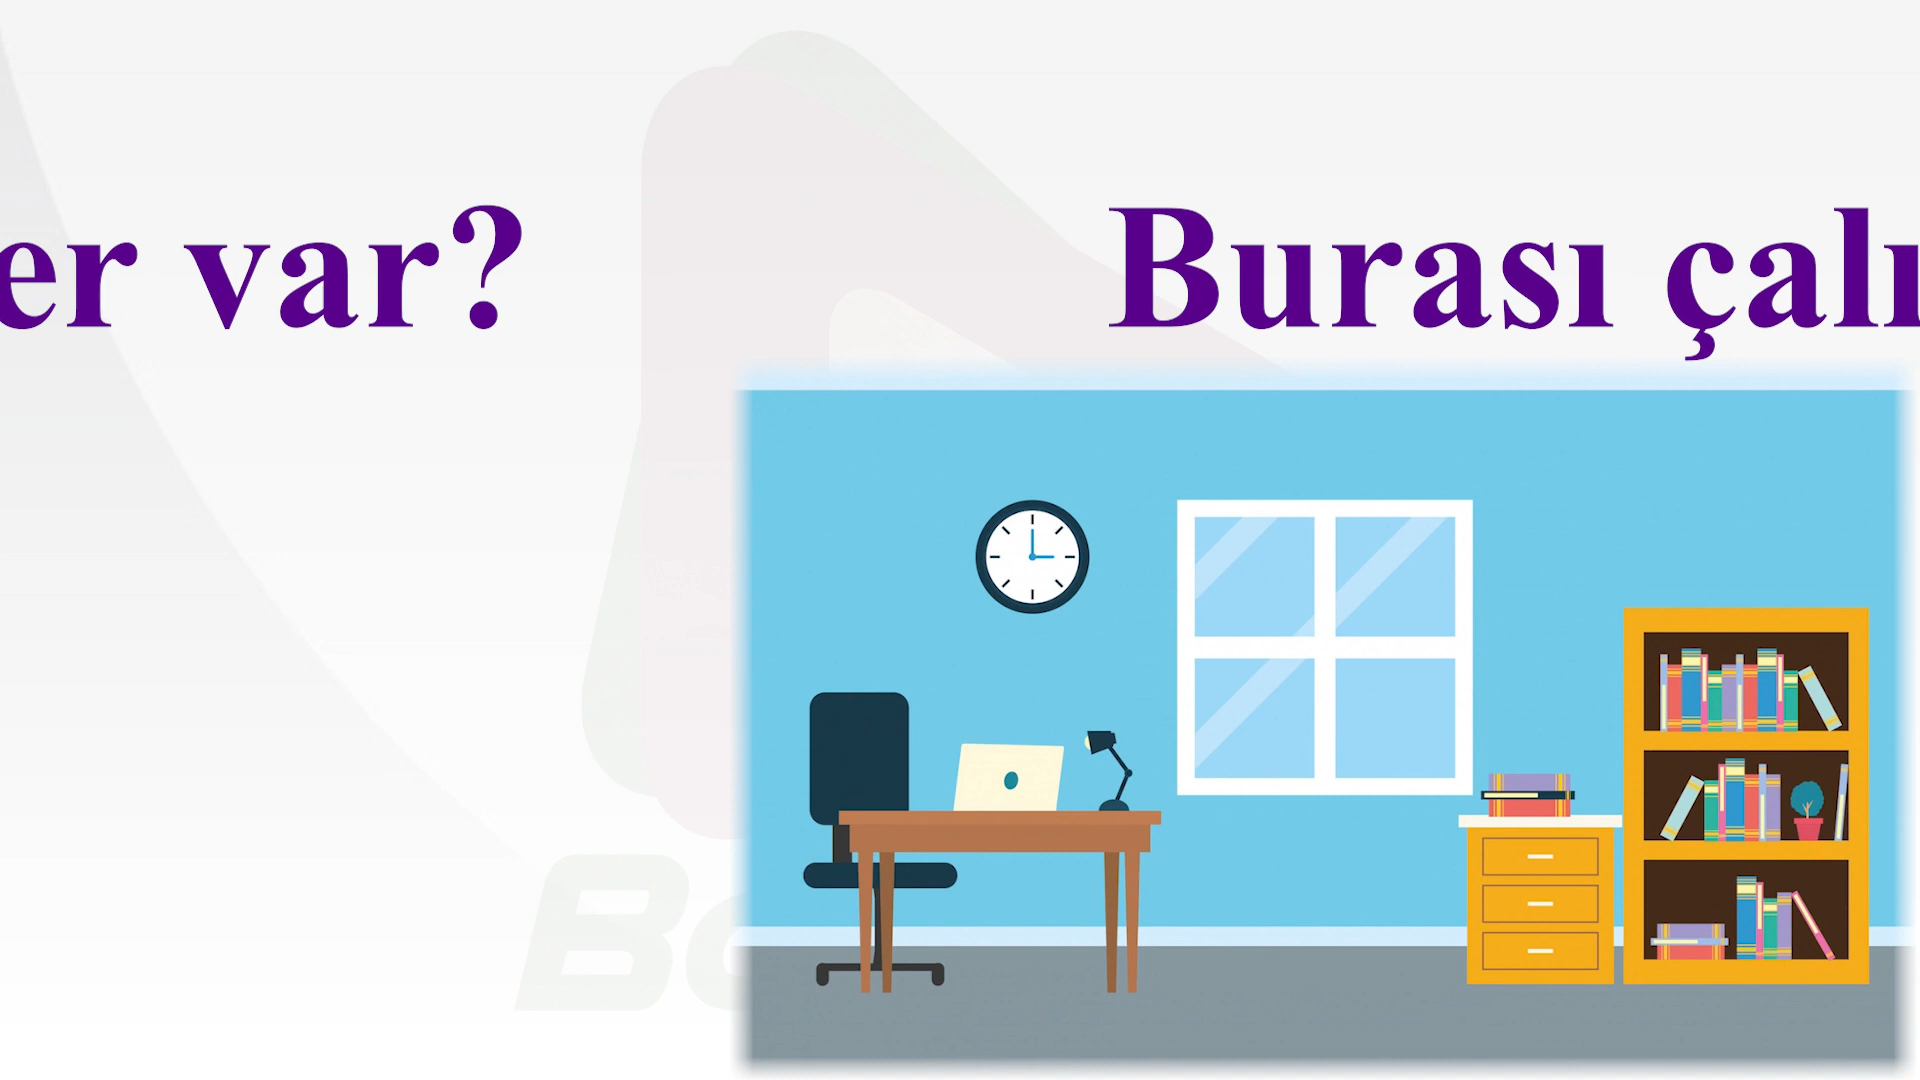 er var? Burası çalı